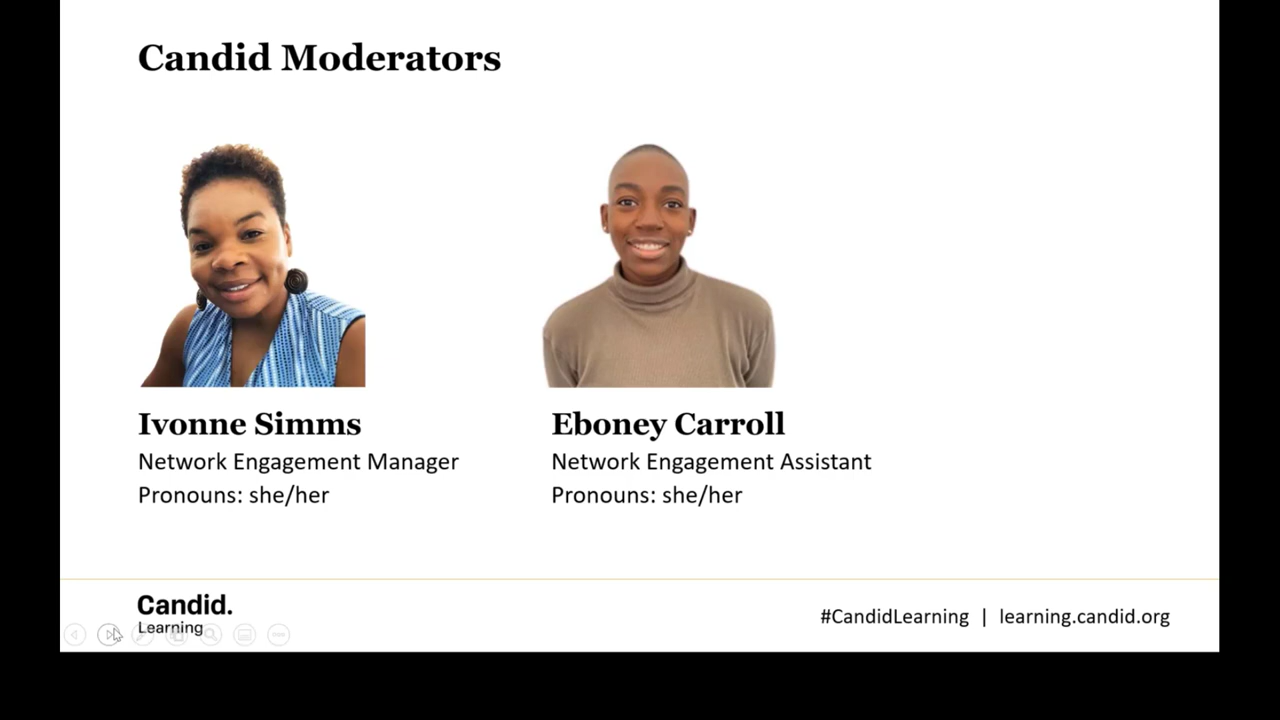 Candid Moderators
Ivonne Simms
Network Engagement Manager
Pronouns: she/her
Eboney Carroll
Network Engagement Assistant
Pronouns: she/her
Candid.
Learning
#CandidLearning | learning.candid.org